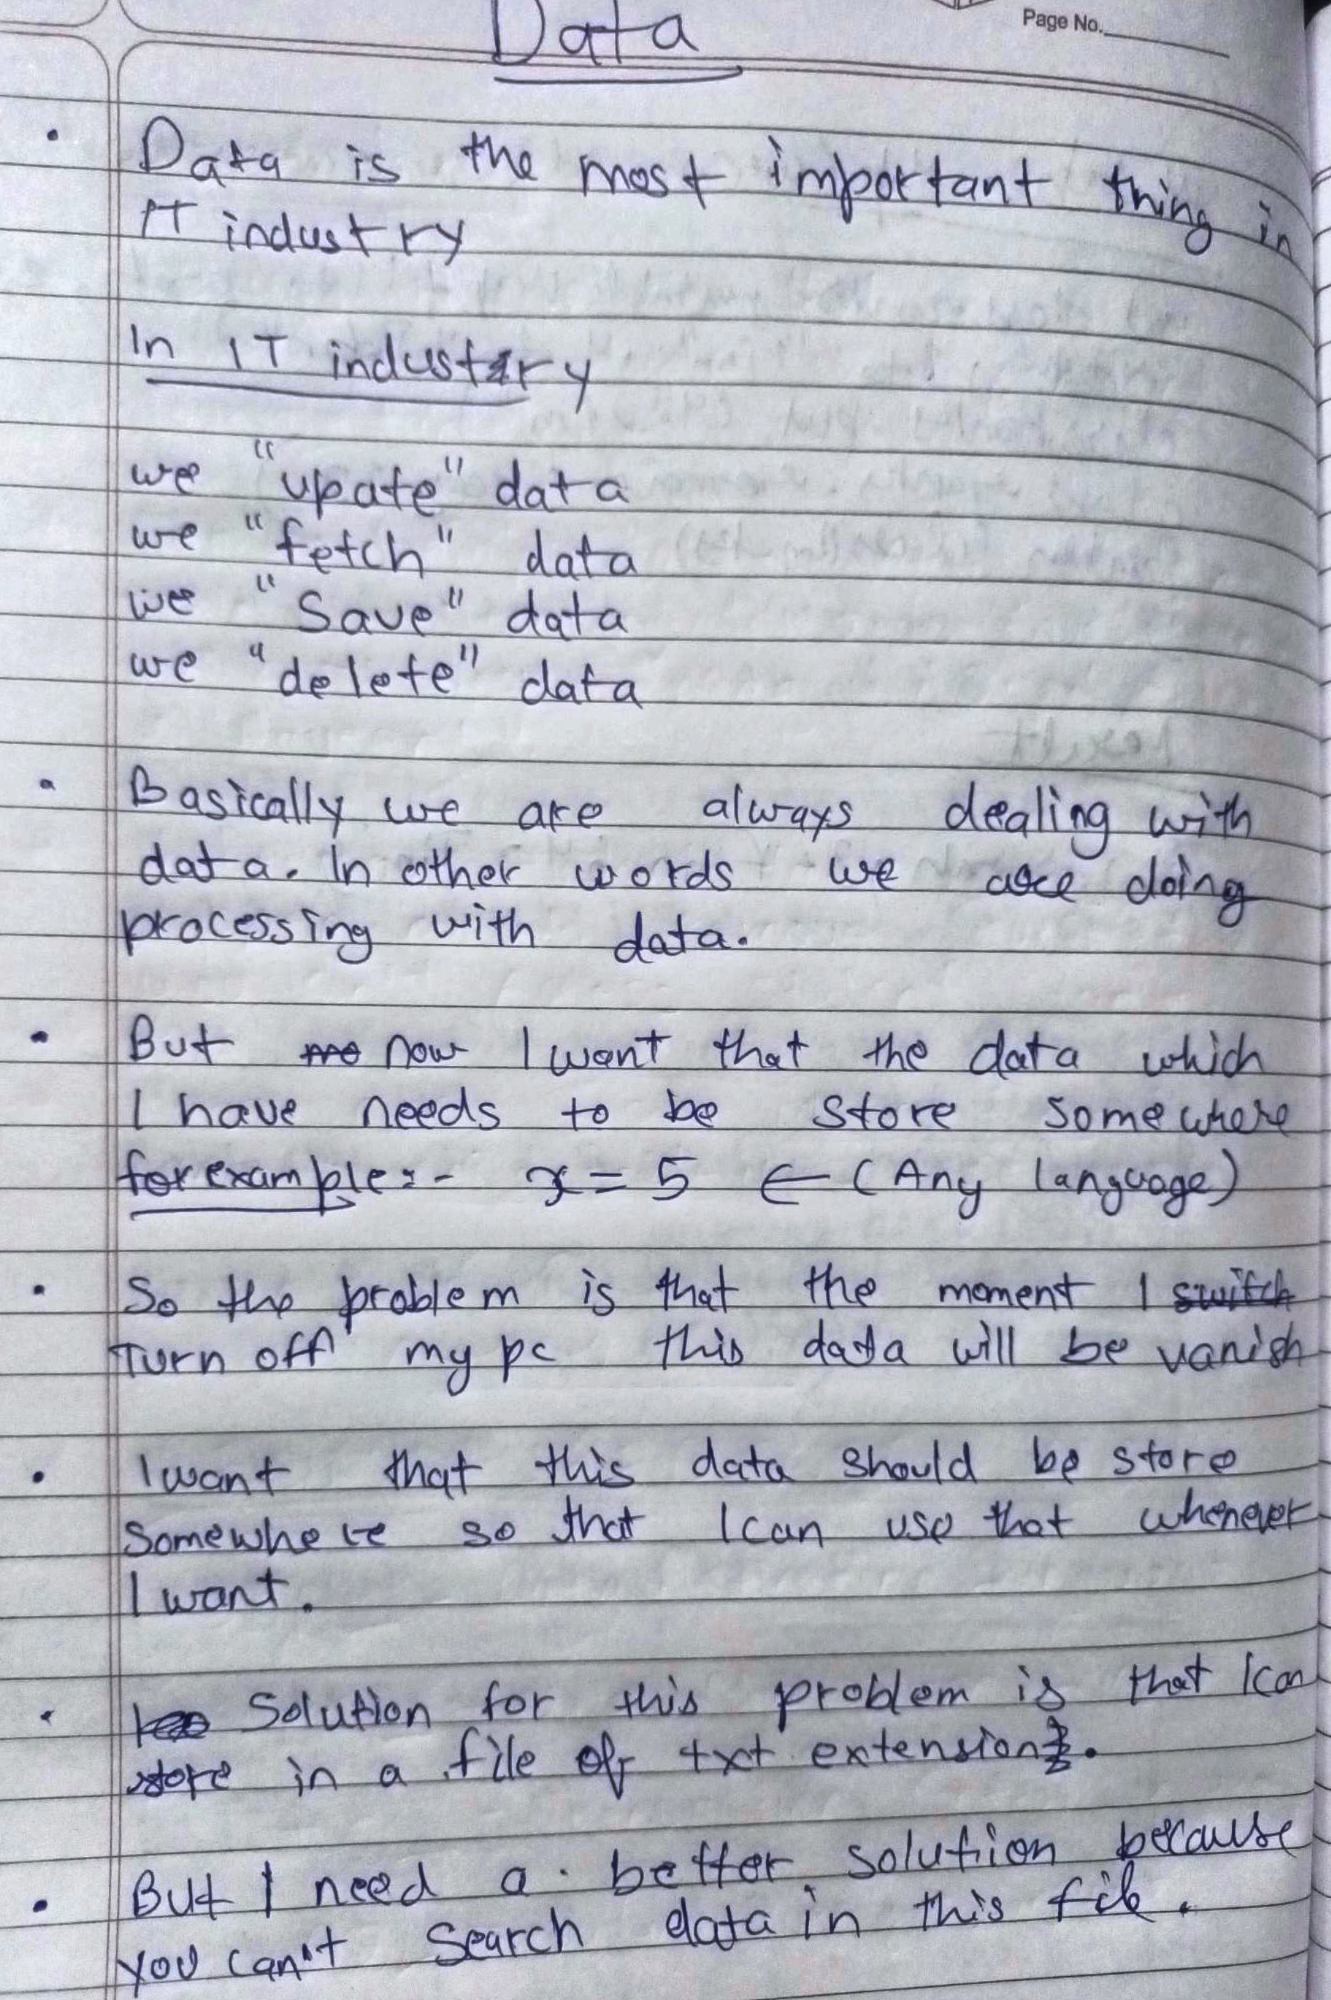 Page No.
Data
• Data is the most important thing in
IT industry
In IT industry
we "upate" data
we "fetch" data
we "Save" data
we "delete" data
• Basically we are always dealing with
data. In other words we are doing
processing with data.
• But now I want that the data which
I have needs to be store somewhere
for example:- x = 5 ← (Any language)
• So the problem is that the moment I switch
Turn off my pc this data will be vanish
• I want that this data should be store
somewhere so that I can use that whenever
I want.
• Solution for this problem is that I can
store in a file of txt extension.
• But I need a better solution because
you can't search data in this file.